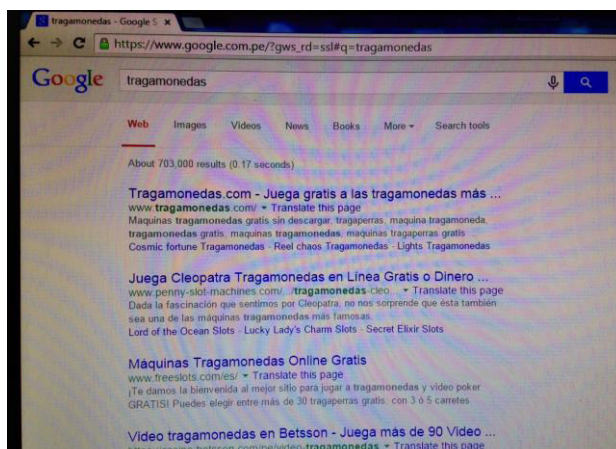 tragamonedas - Google S
https://www.google.com.pe/?gws_rd=ssl#q=tragamonedas
Google
tragamonedas
Web Images Videos News Books More Search tools
About 703,000 results (0.17 seconds)
Tragamonedas.com - Juega gratis a las tragamonedas más ...
www.tragamonedas.com/ Translate this page
Maquinas tragamonedas gratis sin descargar, tragaperras, maquina tragamoneda,
tragamonedas gratis, maquinas tragamonedas, maquinas tragaperras gratis
Cosmic fortune Tragamonedas - Reel chaos Tragamonedas - Lights Tragamonedas
Juega Cleopatra Tragamonedas en Línea Gratis o Dinero ...
www.penny-slot-machines.com/.../tragamonedas-cleo... Translate this page
Dada la fascinación que sentimos por Cleopatra, no nos sorprende que ésta también
sea una de las máquinas tragamonedas más famosas.
Lord of the Ocean Slots - Lucky Lady's Charm Slots - Secret Elixir Slots
Máquinas Tragamonedas Online Gratis
www.freeslots.com/es/ Translate this page
¡Te damos la bienvenida al mejor sitio para jugar a tragamonedas y video poker
GRATIS! Puedes elegir entre más de 30 tragaperras gratis, con 3 ó 5 carretes
Video tragamonedas en Betsson - Juega más de 90 Video ...
Translate this page